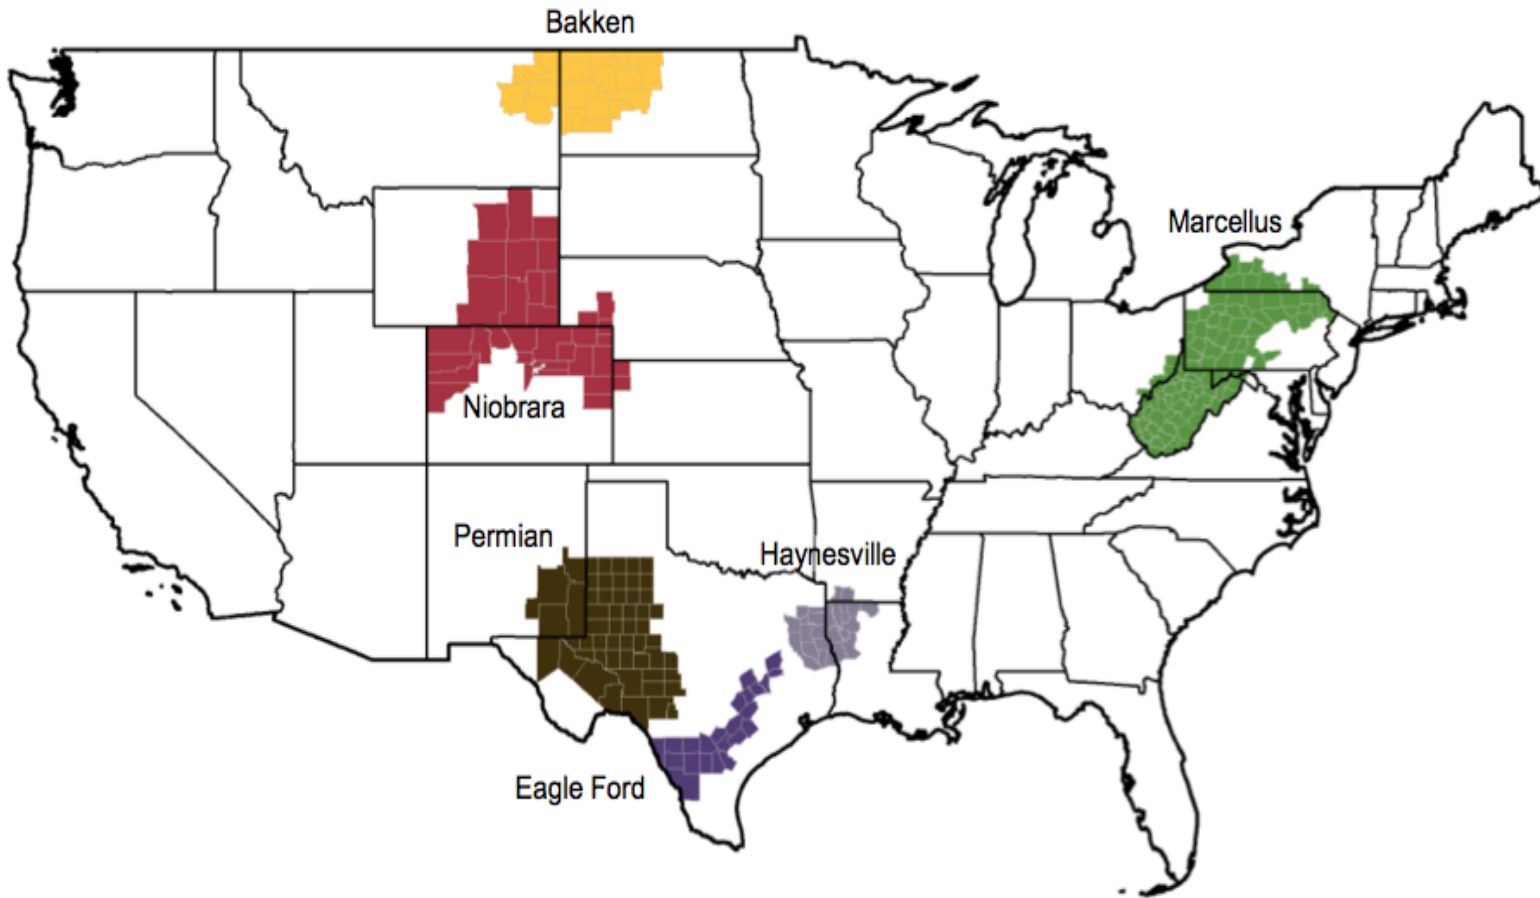 Bakken
Marcellus
Niobrara
Permian
Haynesville
Eagle Ford